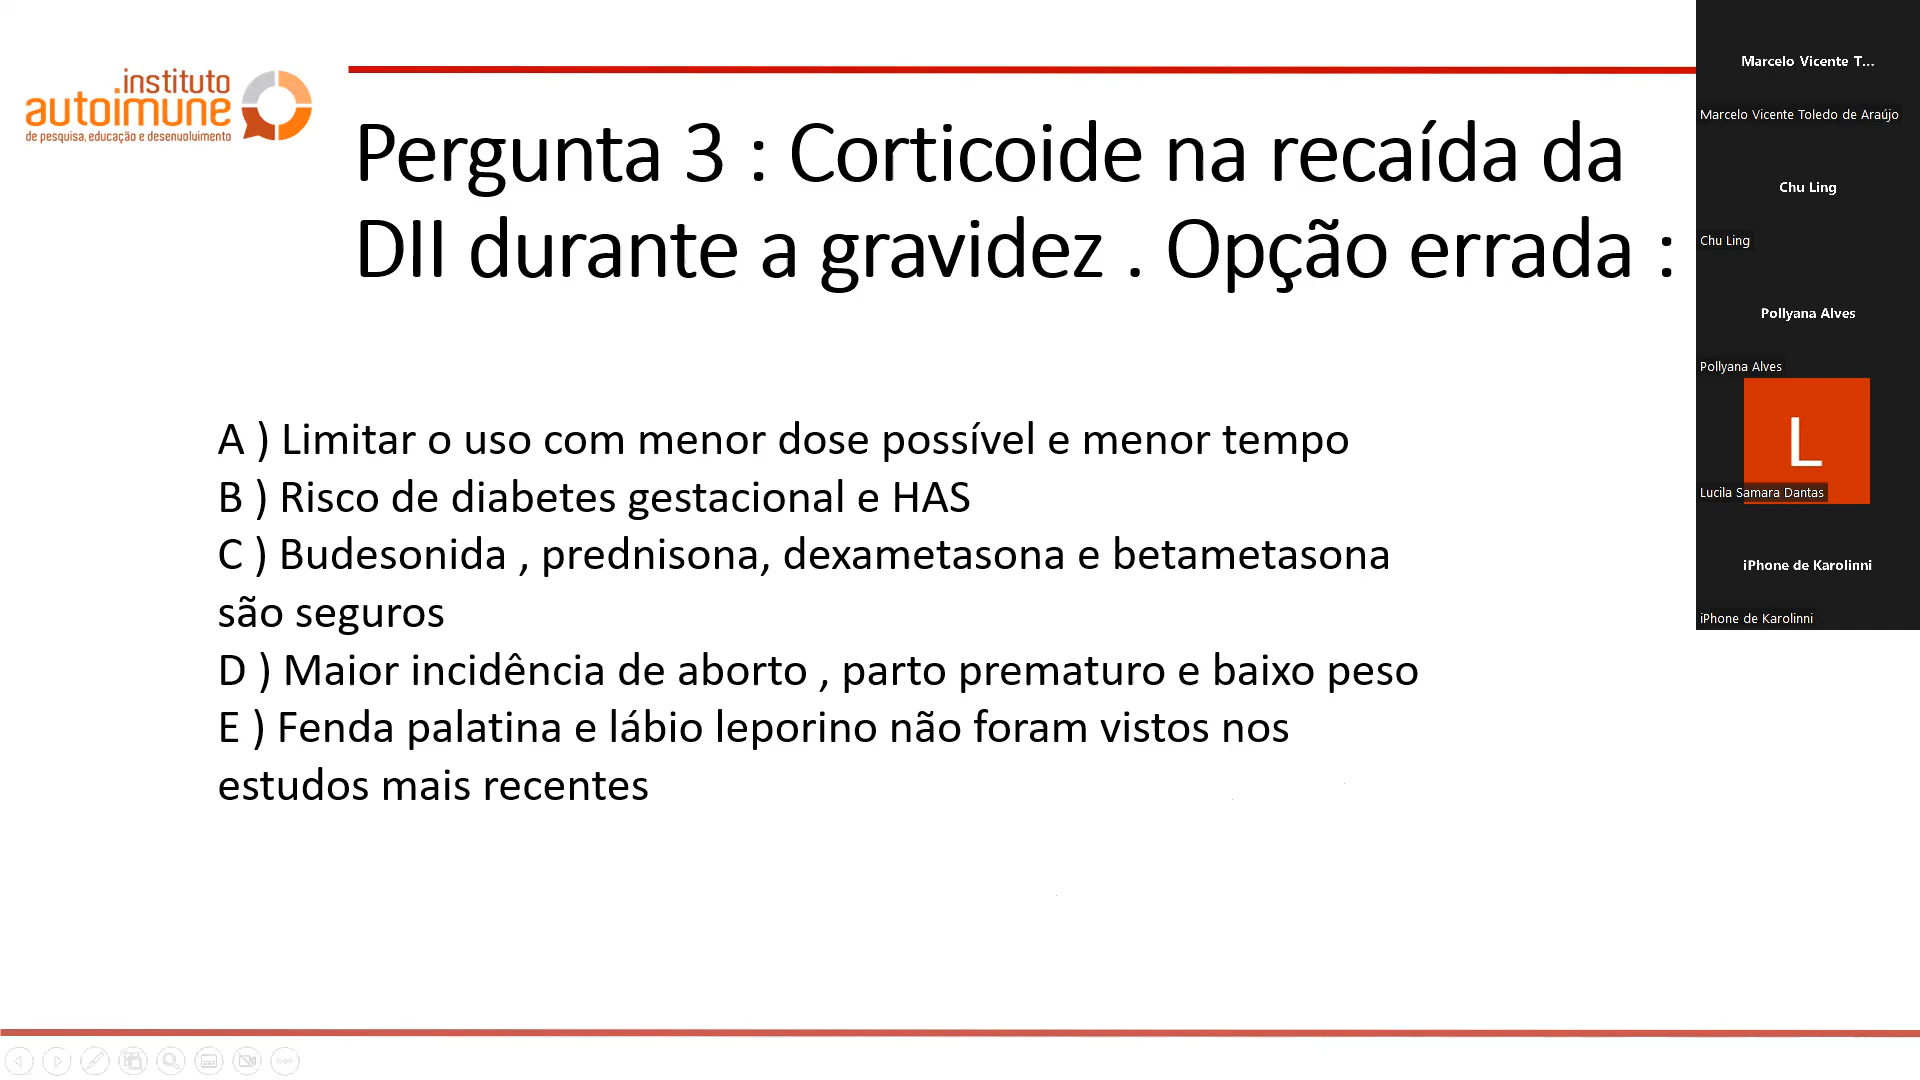 instituto
autoimune
de pesquisa, educação e desenvolvimento
Pergunta 3 : Corticoide na recaída da
DII durante a gravidez . Opção errada :
A ) Limitar o uso com menor dose possível e menor tempo
B ) Risco de diabetes gestacional e HAS
C ) Budesonida , prednisona, dexametasona e betametasona
são seguros
D ) Maior incidência de aborto , parto prematuro e baixo peso
E ) Fenda palatina e lábio leporino não foram vistos nos
estudos mais recentes
Marcelo Vicente T...
Marcelo Vicente Toledo de Araújo
Chu Ling
Chu Ling
Pollyana Alves
Pollyana Alves
L
Lucila Samara Dantas
iPhone de Karolinni
iPhone de Karolinni